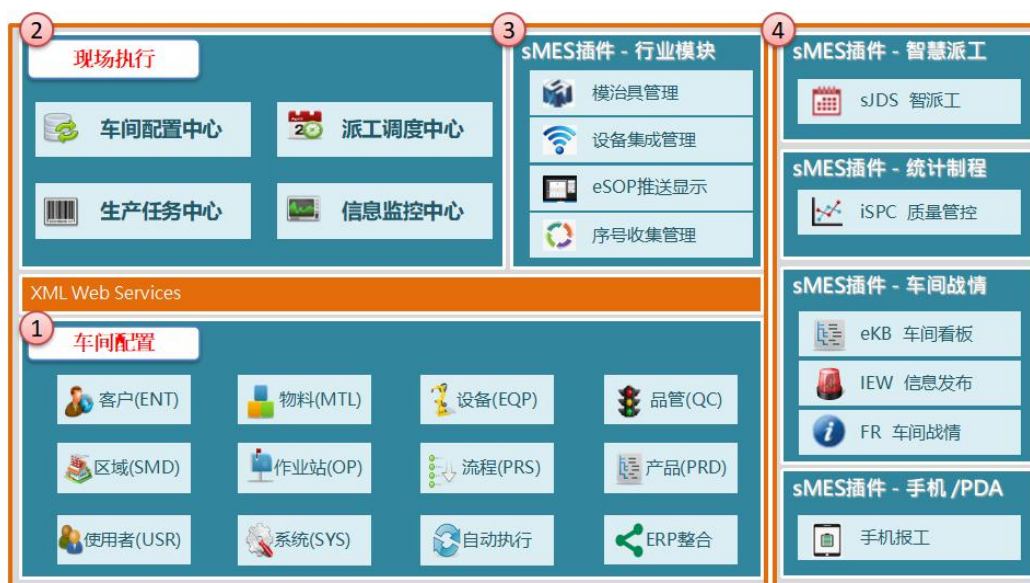 2
现场执行
车间配置中心
派工调度中心
生产任务中心
信息监控中心
3
sMES插件 - 行业模块
模治具管理
设备集成管理
eSOP推送显示
序号收集管理
XML Web Services
1
车间配置
客户(ENT)
物料(MTL)
设备(EQP)
品管(QC)
区域(SMD)
作业站(OP)
流程(PRS)
产品(PRD)
使用者(USR)
系统(SYS)
自动执行
ERP整合
4
sMES插件 - 智慧派工
sJDS 智派工
sMES插件 - 统计制程
iSPC 质量管控
sMES插件 - 车间战情
eKB 车间看板
IEW 信息发布
FR 车间战情
sMES插件 - 手机 /PDA
手机报工